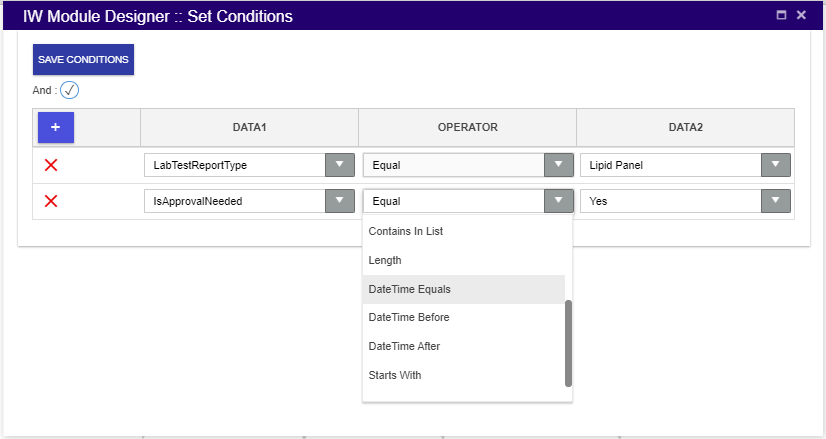 IW Module Designer :: Set Conditions
SAVE CONDITIONS
And :
+ DATA1 OPERATOR DATA2
LabTestReportType Equal Lipid Panel
IsApprovalNeeded Equal Yes
Contains In List
Length
DateTime Equals
DateTime Before
DateTime After
Starts With